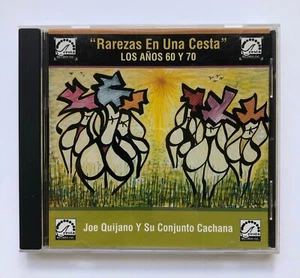 "Rarezas En Una Cesta"
LOS AÑOS 60 Y 70
Joe Quijano Y Su Conjunto Cachana